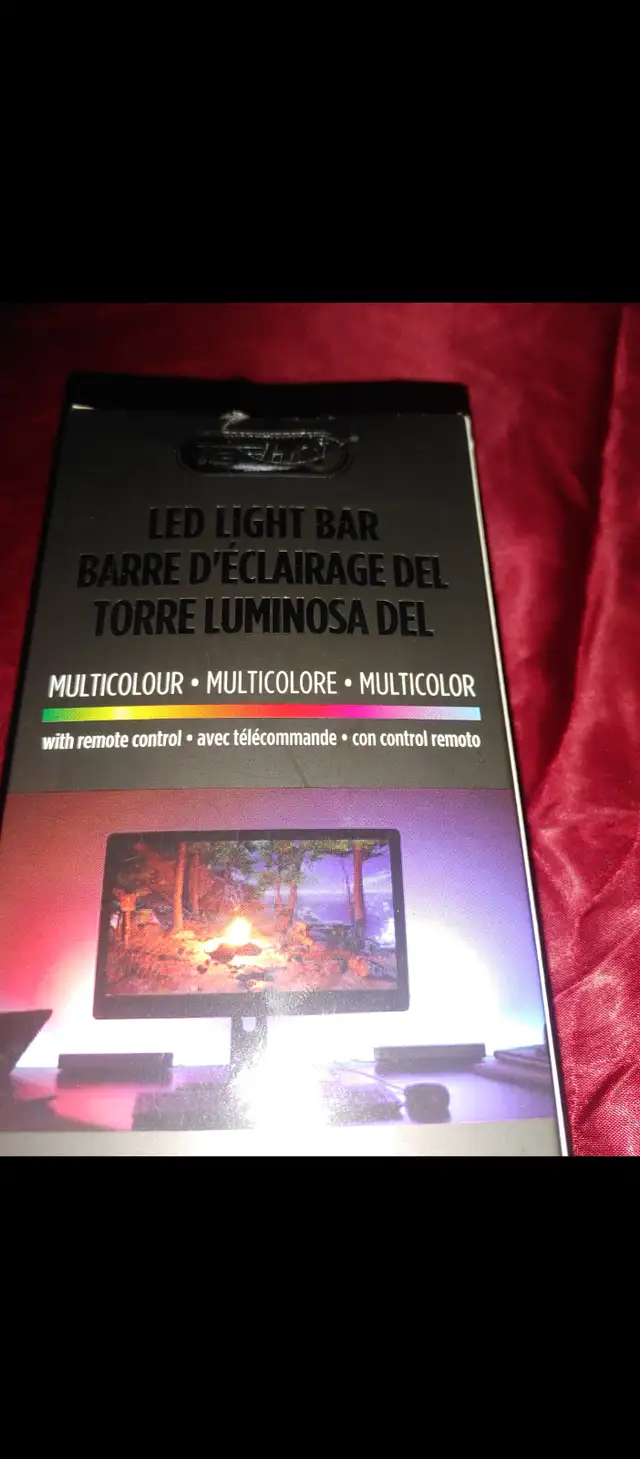 LED LIGHT BAR
BARRE D'ÉCLAIRAGE DEL
TORRE LUMINOSA DEL
MULTICOLOUR • MULTICOLORE • MULTICOLOR
with remote control • avec télécommande • con control remoto